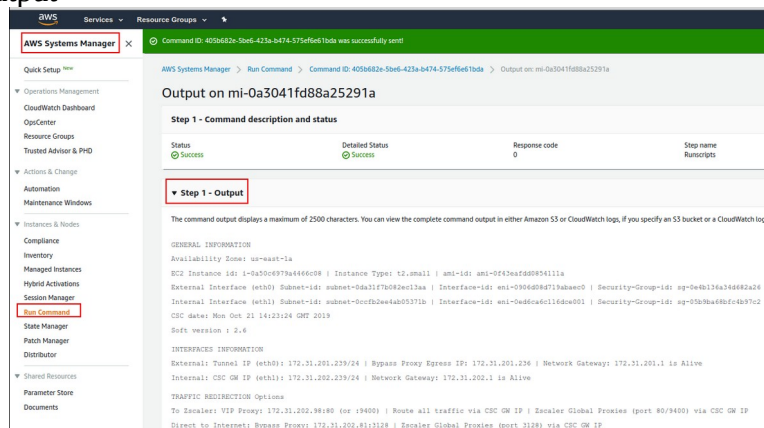 aws Services Resource Groups
AWS Systems Manager ×
Command ID: 405b682e-5be6-423a-b474-575ef6e61bda was successfully sent!
Quick Setup New
Operations Management
CloudWatch Dashboard
OpsCenter
Resource Groups
Trusted Advisor & PHD
Actions & Change
Automation
Maintenance Windows
Instances & Nodes
Compliance
Inventory
Managed Instances
Hybrid Activations
Session Manager
Run Command
State Manager
Patch Manager
Distributor
Shared Resources
Parameter Store
Documents
AWS Systems Manager > Run Command > Command ID: 405b682e-5be6-423a-b474-575ef6e61bda > Output on: mi-0a3041fd88a25291a
Output on mi-0a3041fd88a25291a
Step 1 - Command description and status
Status Detailed Status Response code Step name
Success Success 0 Runscripts
Step 1 - Output
The command output displays a maximum of 2500 characters. You can view the complete command output in either Amazon S3 or CloudWatch logs, if you specify an S3 bucket or a CloudWatch log
GENERAL INFORMATION
Availability Zone: us-east-1a
EC2 Instance id: i-0a50c6979a4466c08 | Instance Type: t2.small | ami-id: ami-0f43eafdd0854111a
External Interface (eth0) Subnet-id: subnet-0da31f7b082ec13aa | Interface-id: eni-0906d08d719abaec0 | Security-Group-id: sg-0e4b136a34d682a26
Internal Interface (eth1) Subnet-id: subnet-0ccfb2ee4ab05371b | Interface-id: eni-0ed6ca6c116dce001 | Security-Group-id: sg-05b9ba68bfc4b97c2
CSC date: Mon Oct 21 14:23:24 GMT 2019
Soft version : 2.6
INTERFACES INFORMATION
External: Tunnel IP (eth0): 172.31.201.239/24 | Bypass Proxy Egress IP: 172.31.201.236 | Network Gateway: 172.31.201.1 is Alive
Internal: CSC GW IP (eth1): 172.31.202.239/24 | Network Gateway: 172.31.202.1 is Alive
TRAFFIC REDIRECTION Options
To Zscaler: VIP Proxy: 172.31.202.98:80 (or :9400) | Route all traffic via CSC GW IP | Zscaler Global Proxies (port 80/9400) via CSC GW IP
Direct to Internet: Bypass Proxy: 172.31.202.81:3128 | Zscaler Global Proxies (port 3128) via CSC GW IP